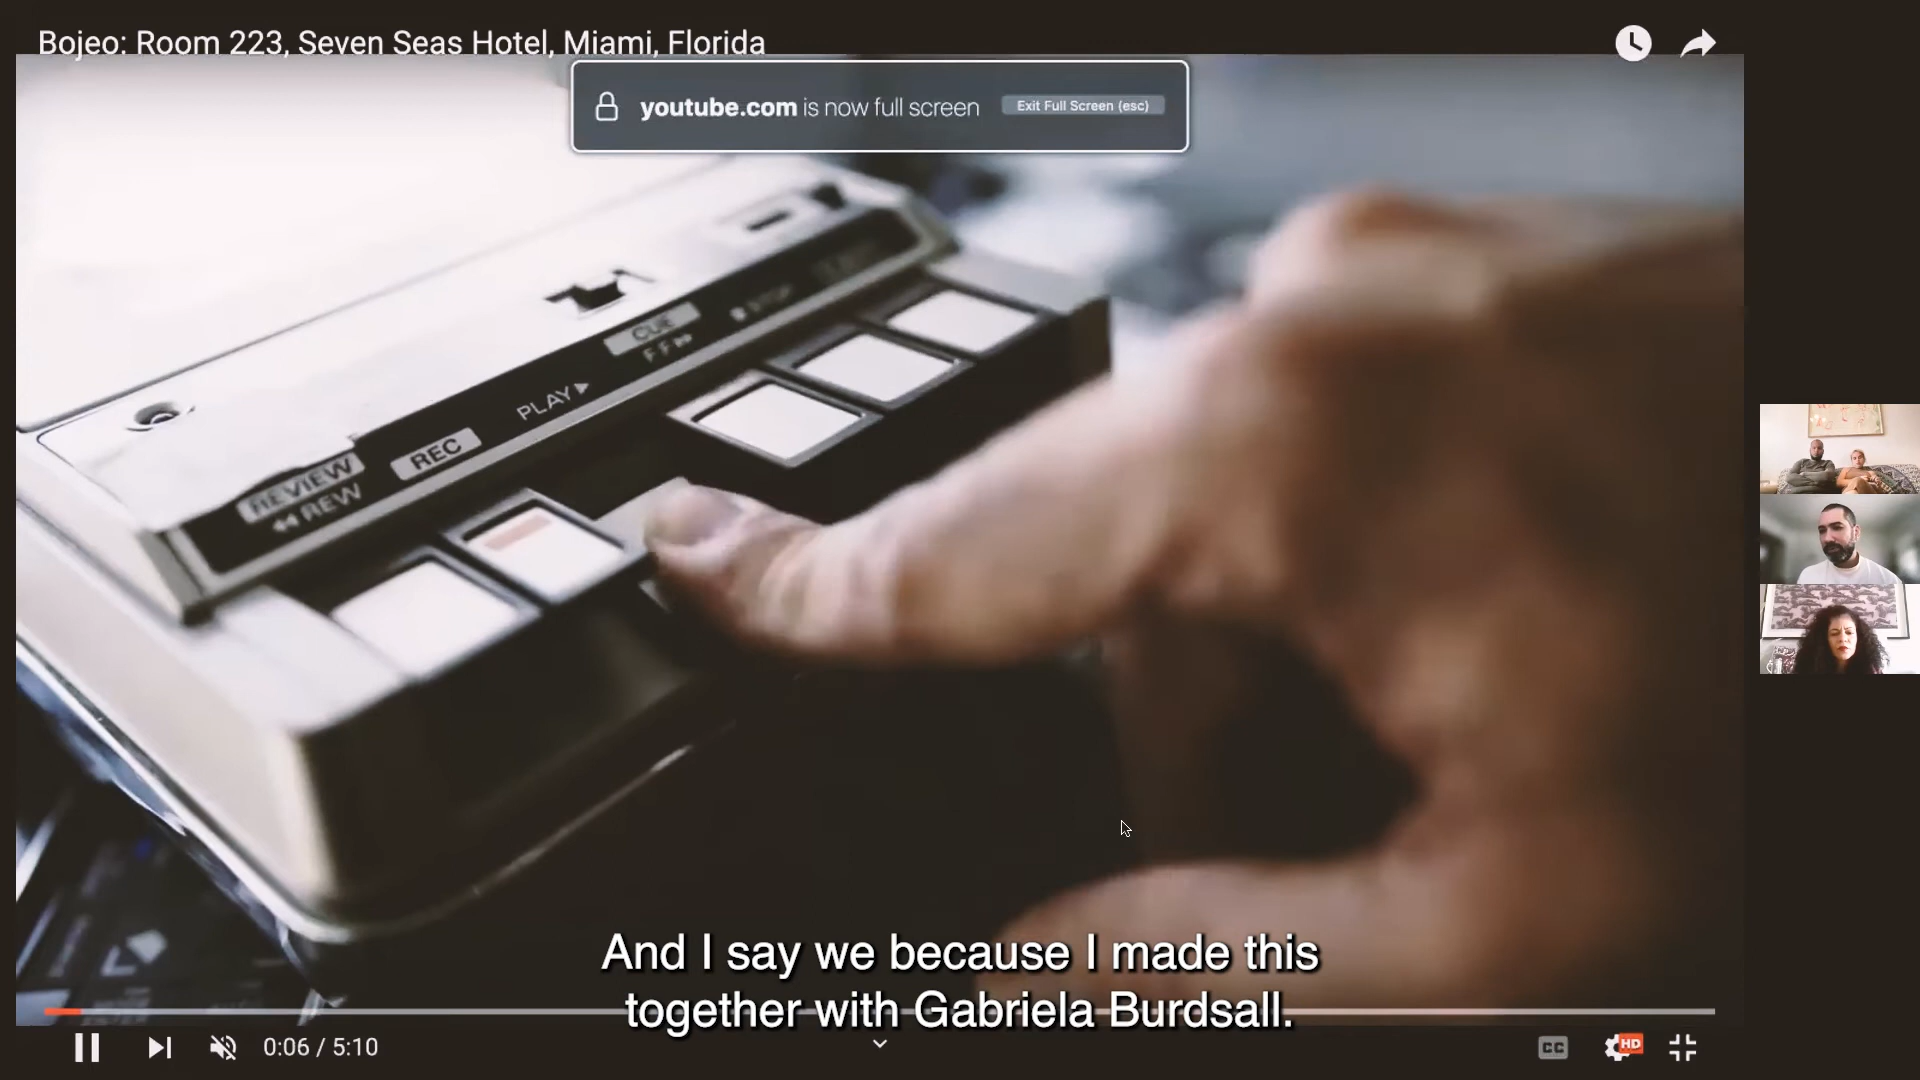 Bojeo: Room 223, Seven Seas Hotel, Miami, Florida
youtube.com is now full screen
Exit Full Screen (esc)
CUE
FF
PLAY
REC
REVIEW
REW
And I say we because I made this
together with Gabriela Burdsall.
0:06 / 5:10
CC
HD